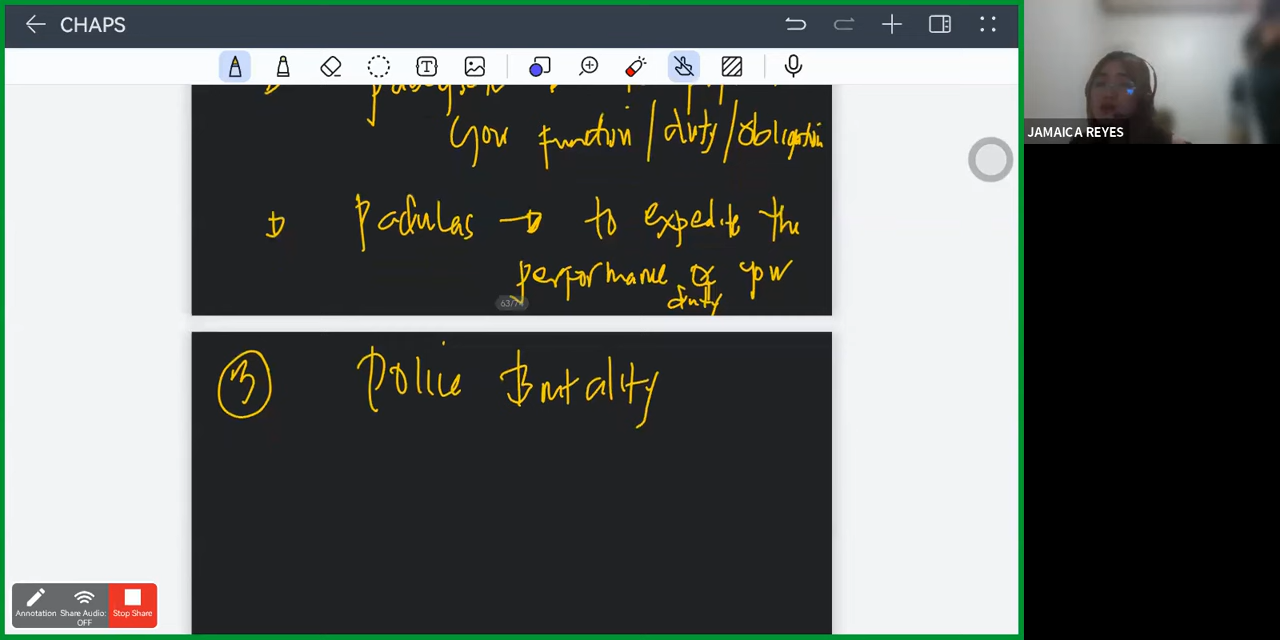 CHAPS
JAMAICA REYES
your function / duty / obligation
padulas → to expedite the
performance of your
duty
③ Police Brutality
Annotation
Share Audio:
OFF
Stop Share